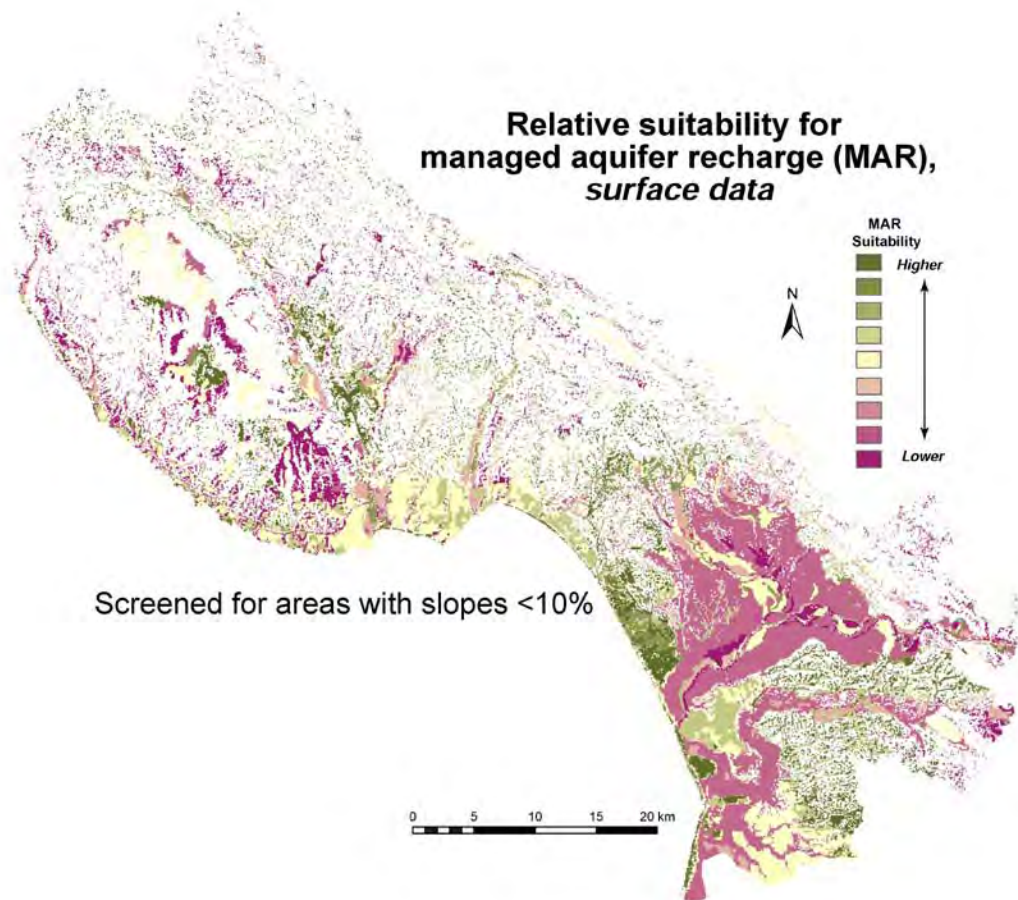 Relative suitability for
managed aquifer recharge (MAR),
surface data
MAR
Suitability
Higher
Lower
N
Screened for areas with slopes <10%
0 5 10 15 20 km